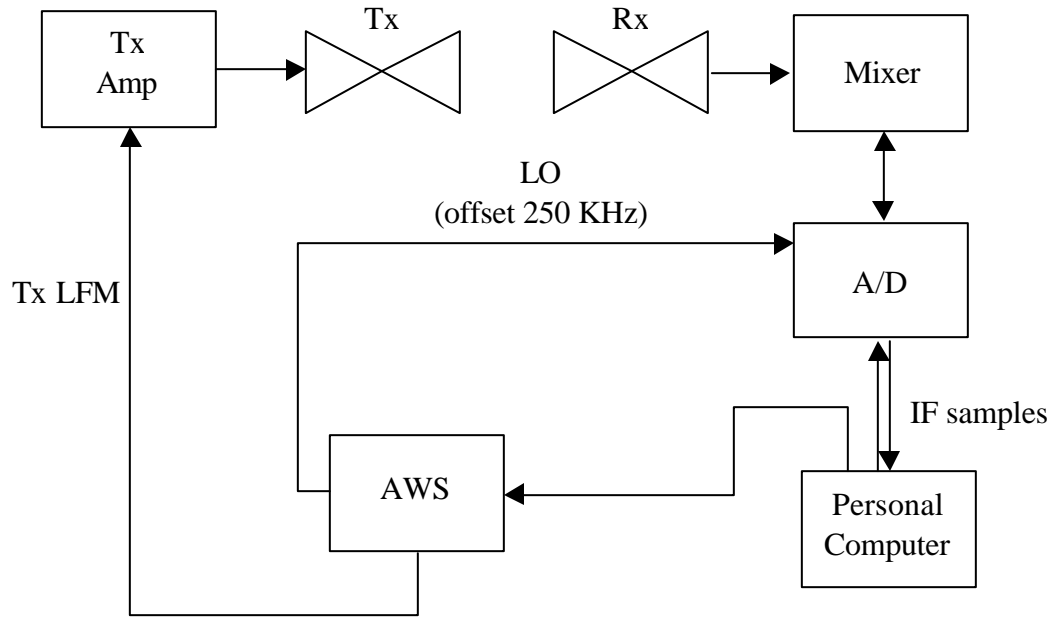 Tx
Amp
Tx
Rx
Mixer
LO
(offset 250 KHz)
Tx LFM
A/D
IF samples
AWS
Personal
Computer